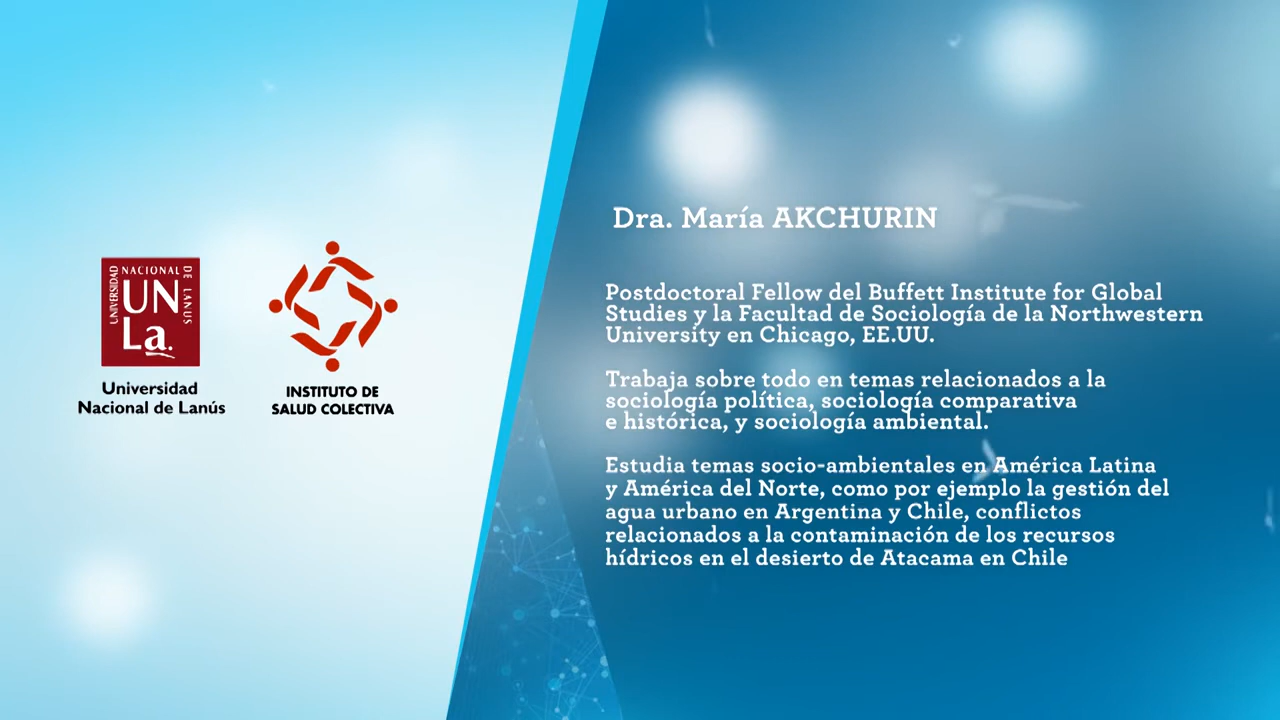 UNIVERSIDAD NACIONAL DE LANUS
UN
La.
Universidad
Nacional de Lanús
INSTITUTO DE
SALUD COLECTIVA
Dra. María AKCHURIN
Postdoctoral Fellow del Buffett Institute for Global
Studies y la Facultad de Sociología de la Northwestern
University en Chicago, EE.UU.
Trabaja sobre todo en temas relacionados a la
sociología política, sociología comparativa
e histórica, y sociología ambiental.
Estudia temas socio-ambientales en América Latina
y América del Norte, como por ejemplo la gestión del
agua urbano en Argentina y Chile, conflictos
relacionados a la contaminación de los recursos
hídricos en el desierto de Atacama en Chile